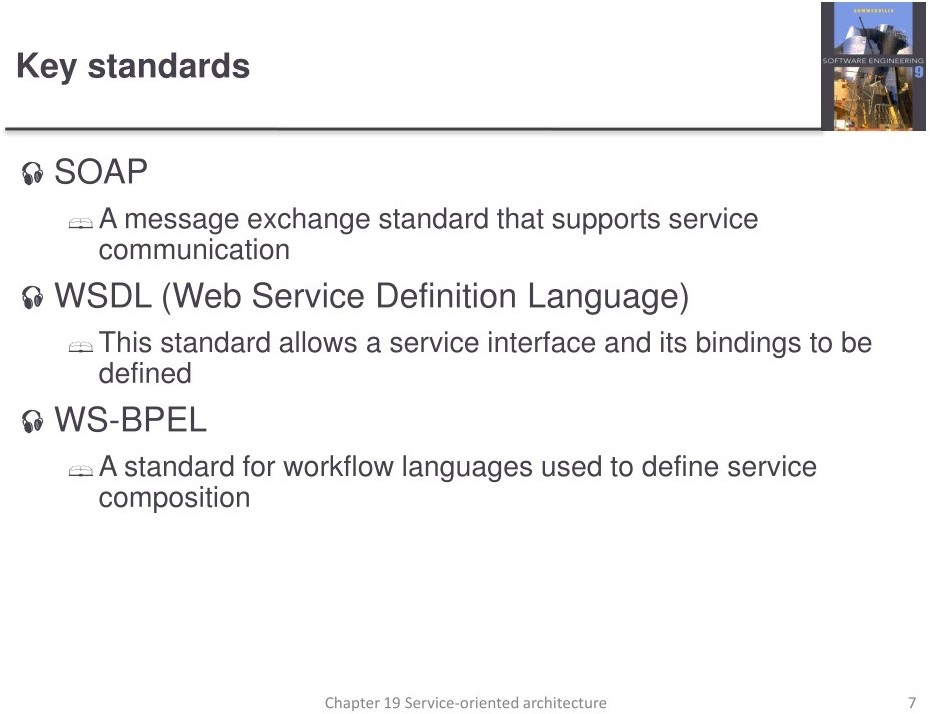 Key standards
SOMMERVILLE
SOFTWARE ENGINEERING
9
SOAP
A message exchange standard that supports service
communication
WSDL (Web Service Definition Language)
This standard allows a service interface and its bindings to be
defined
WS-BPEL
A standard for workflow languages used to define service
composition
Chapter 19 Service-oriented architecture
7